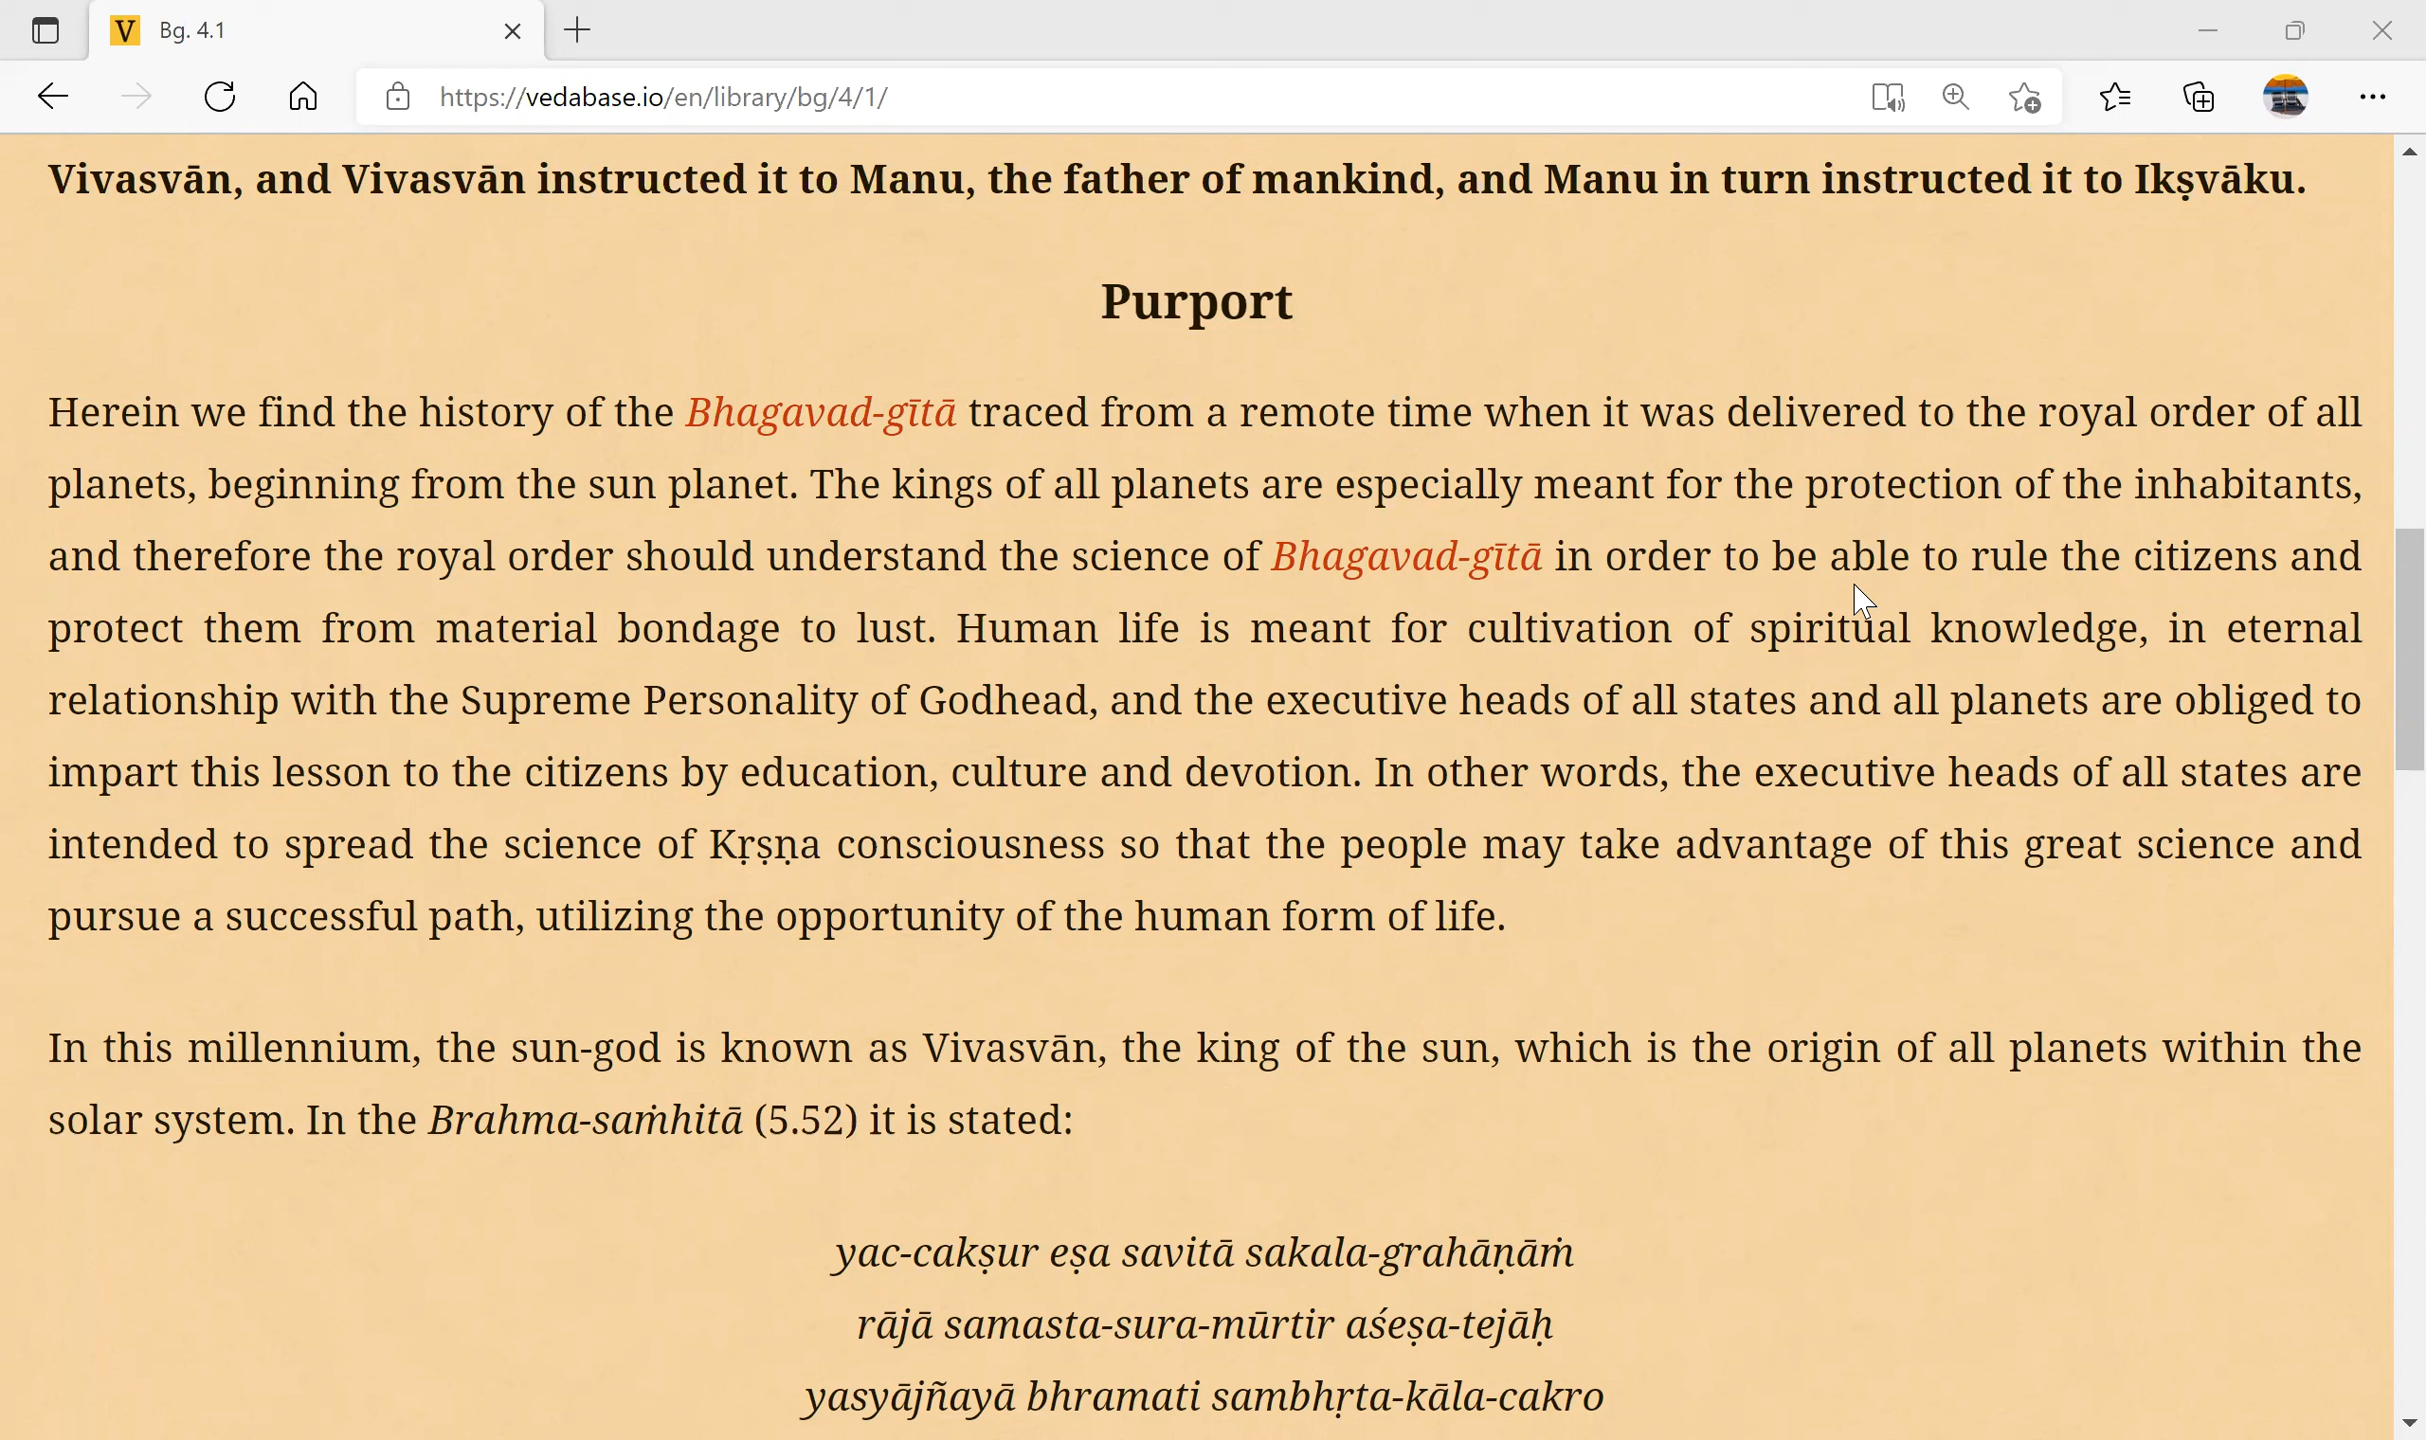 Bg. 4.1
https://vedabase.io/en/library/bg/4/1/
Vivasvān, and Vivasvān instructed it to Manu, the father of mankind, and Manu in turn instructed it to Ikṣvāku.
Purport
Herein we find the history of the Bhagavad-gītā traced from a remote time when it was delivered to the royal order of all
planets, beginning from the sun planet. The kings of all planets are especially meant for the protection of the inhabitants,
and therefore the royal order should understand the science of Bhagavad-gītā in order to be able to rule the citizens and
protect them from material bondage to lust. Human life is meant for cultivation of spiritual knowledge, in eternal
relationship with the Supreme Personality of Godhead, and the executive heads of all states and all planets are obliged to
impart this lesson to the citizens by education, culture and devotion. In other words, the executive heads of all states are
intended to spread the science of Kṛṣṇa consciousness so that the people may take advantage of this great science and
pursue a successful path, utilizing the opportunity of the human form of life.
In this millennium, the sun-god is known as Vivasvān, the king of the sun, which is the origin of all planets within the
solar system. In the Brahma-saṁhitā (5.52) it is stated:
yac-cakṣur eṣa savitā sakala-grahāṇāṁ
rājā samasta-sura-mūrtir aśeṣa-tejāḥ
yasyājñayā bhramati sambhṛta-kāla-cakro